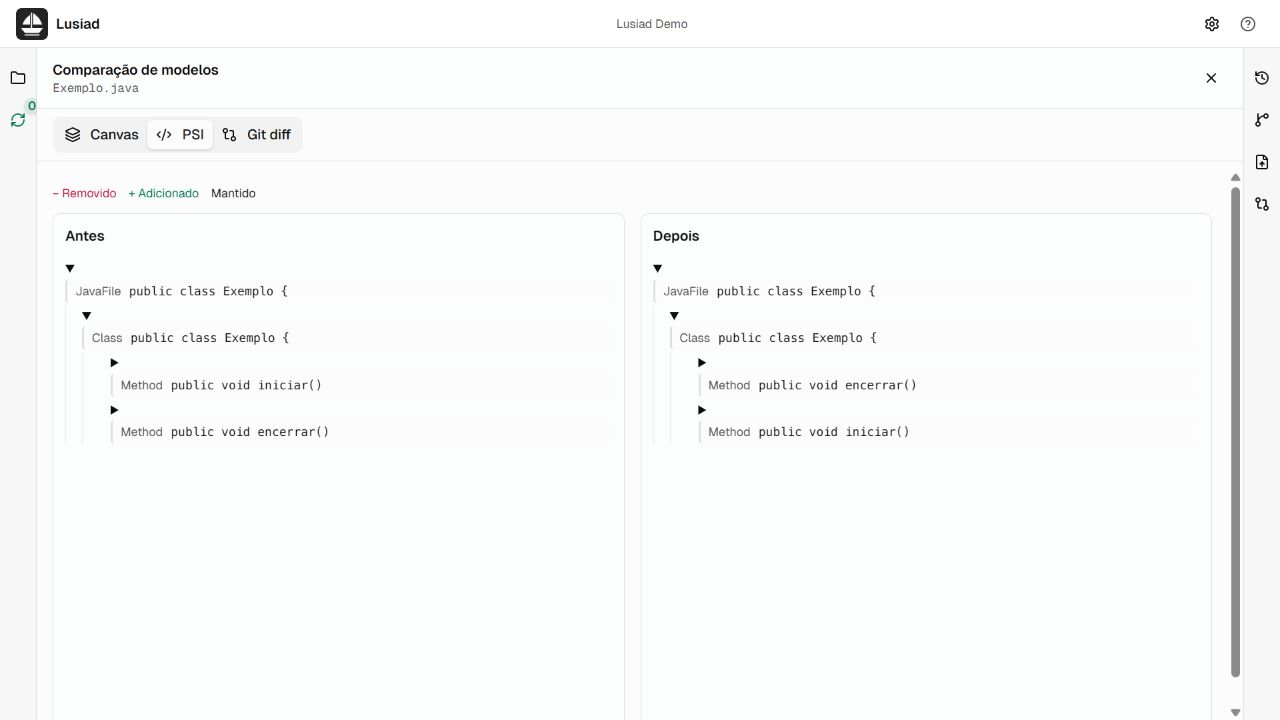 Lusiad
Lusiad Demo
0
Comparação de modelos
Exemplo.java
Canvas
PSI
Git diff
− Removido + Adicionado Mantido
Antes
JavaFile public class Exemplo {
Class public class Exemplo {
Method public void iniciar()
Method public void encerrar()
Depois
JavaFile public class Exemplo {
Class public class Exemplo {
Method public void encerrar()
Method public void iniciar()